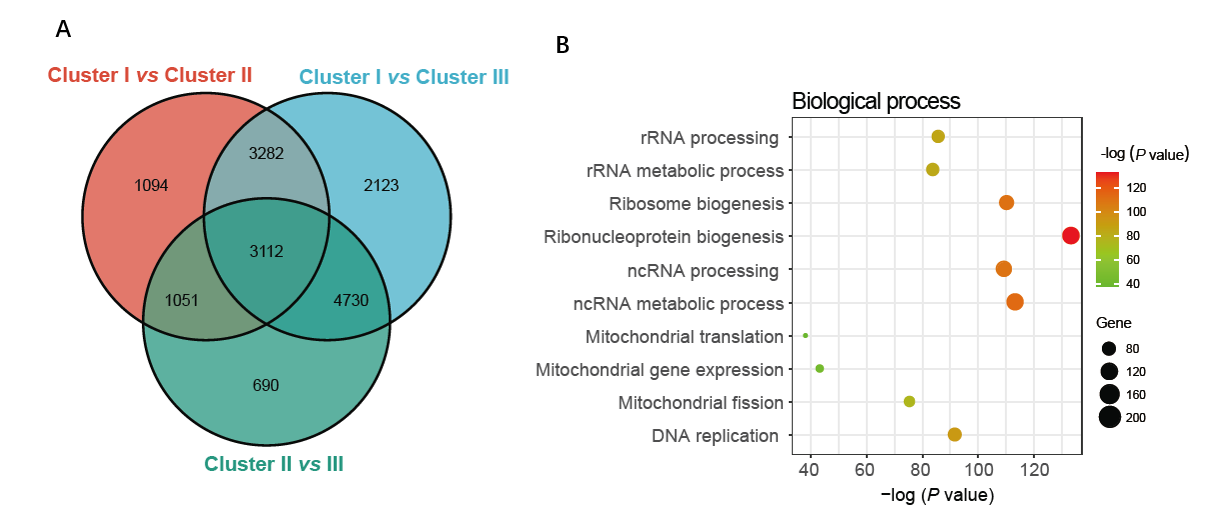 A
Cluster I vs Cluster II
Cluster I vs Cluster III
3282
1094
2123
3112
1051
4730
690
Cluster II vs III
B
Biological process
rRNA processing
rRNA metabolic process
Ribosome biogenesis
Ribonucleoprotein biogenesis
ncRNA processing
ncRNA metabolic process
Mitochondrial translation
Mitochondrial gene expression
Mitochondrial fission
DNA replication
40 60 80 100 120
−log (P value)
-log (P value)
120
100
80
60
40
Gene
80
120
160
200